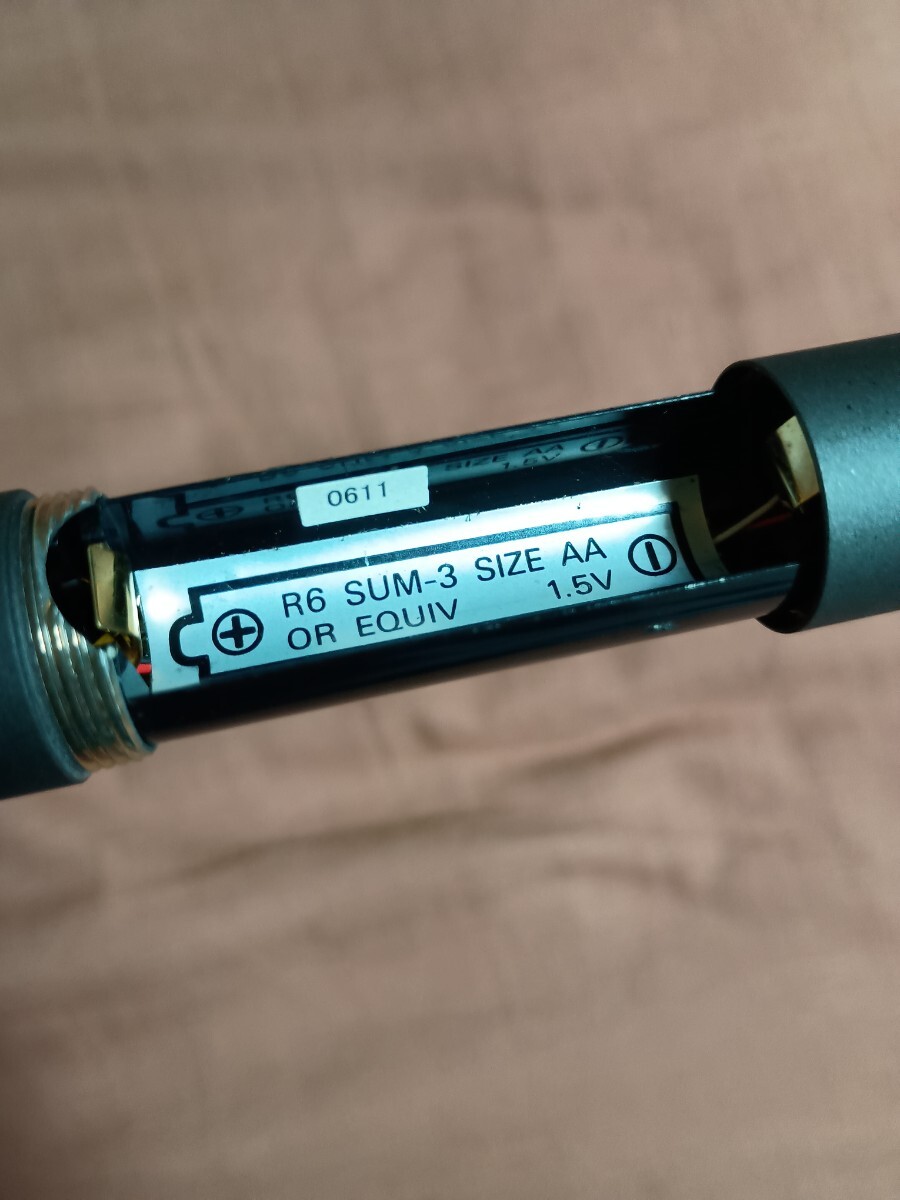 0611
R6 SUM-3 SIZE AA
OR EQUIV 1.5V